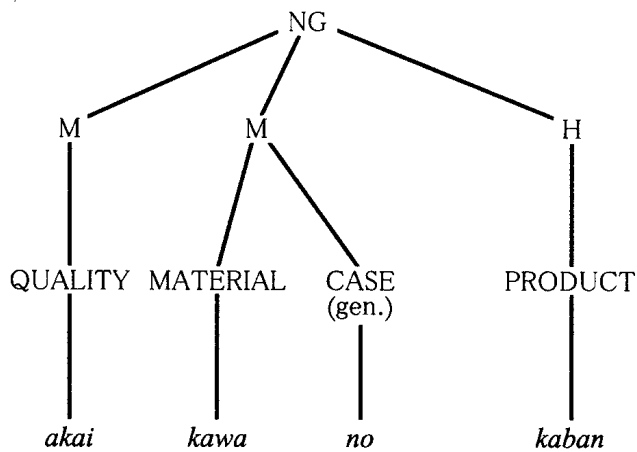 NG
M M H
QUALITY MATERIAL CASE PRODUCT
(gen.)
akai kawa no kaban